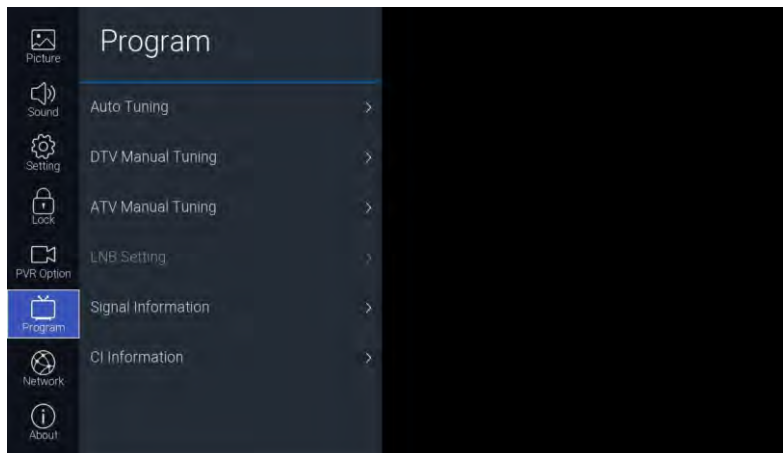 Picture
Sound
Setting
Lock
PVR Option
Program
Network
About
Program
Auto Tuning
DTV Manual Tuning
ATV Manual Tuning
LNB Setting
Signal Information
CI Information